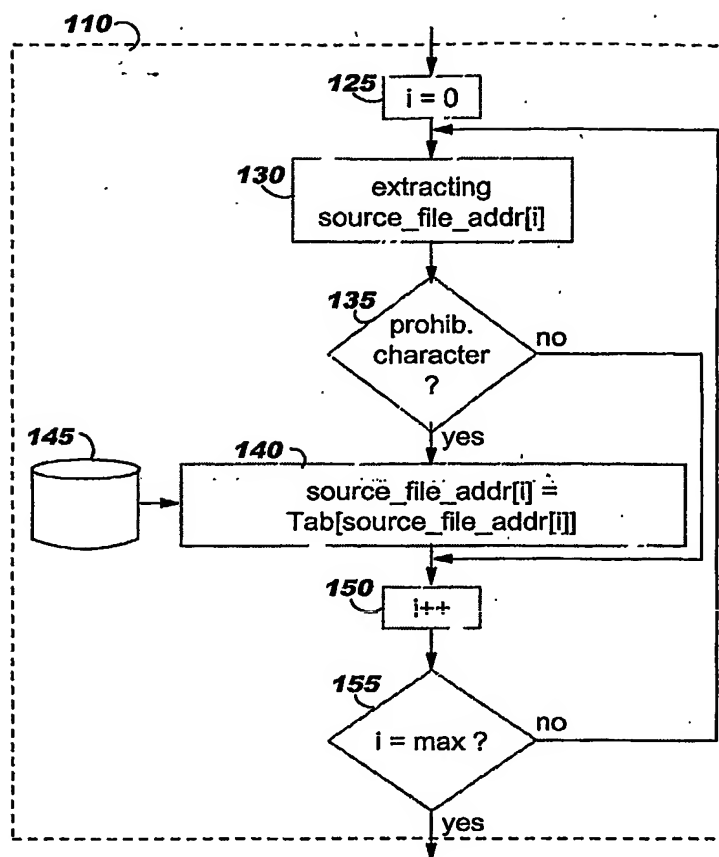 110
125
i = 0
130
extracting
source_file_addr[i]
135
prohib.
character
?
no
yes
145
140
source_file_addr[i] =
Tab[source_file_addr[i]]
150
i++
155
i = max ?
no
yes